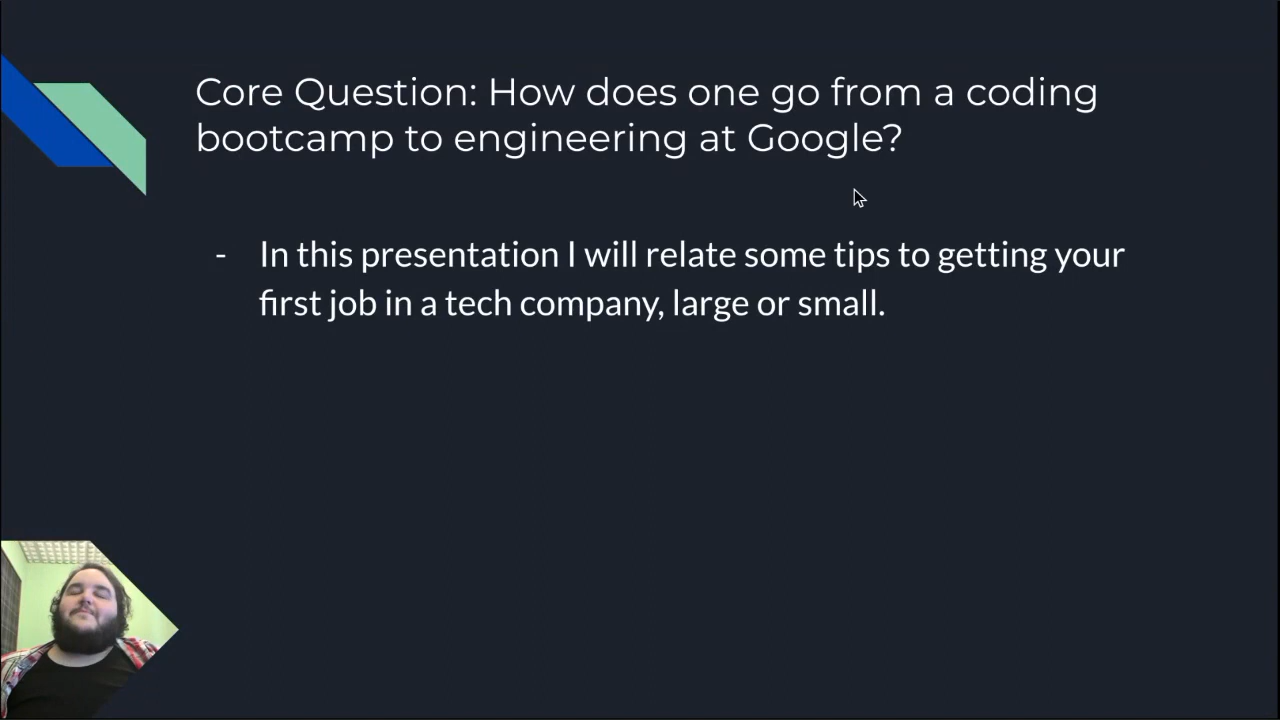 Core Question: How does one go from a coding
bootcamp to engineering at Google?
- In this presentation I will relate some tips to getting your
first job in a tech company, large or small.